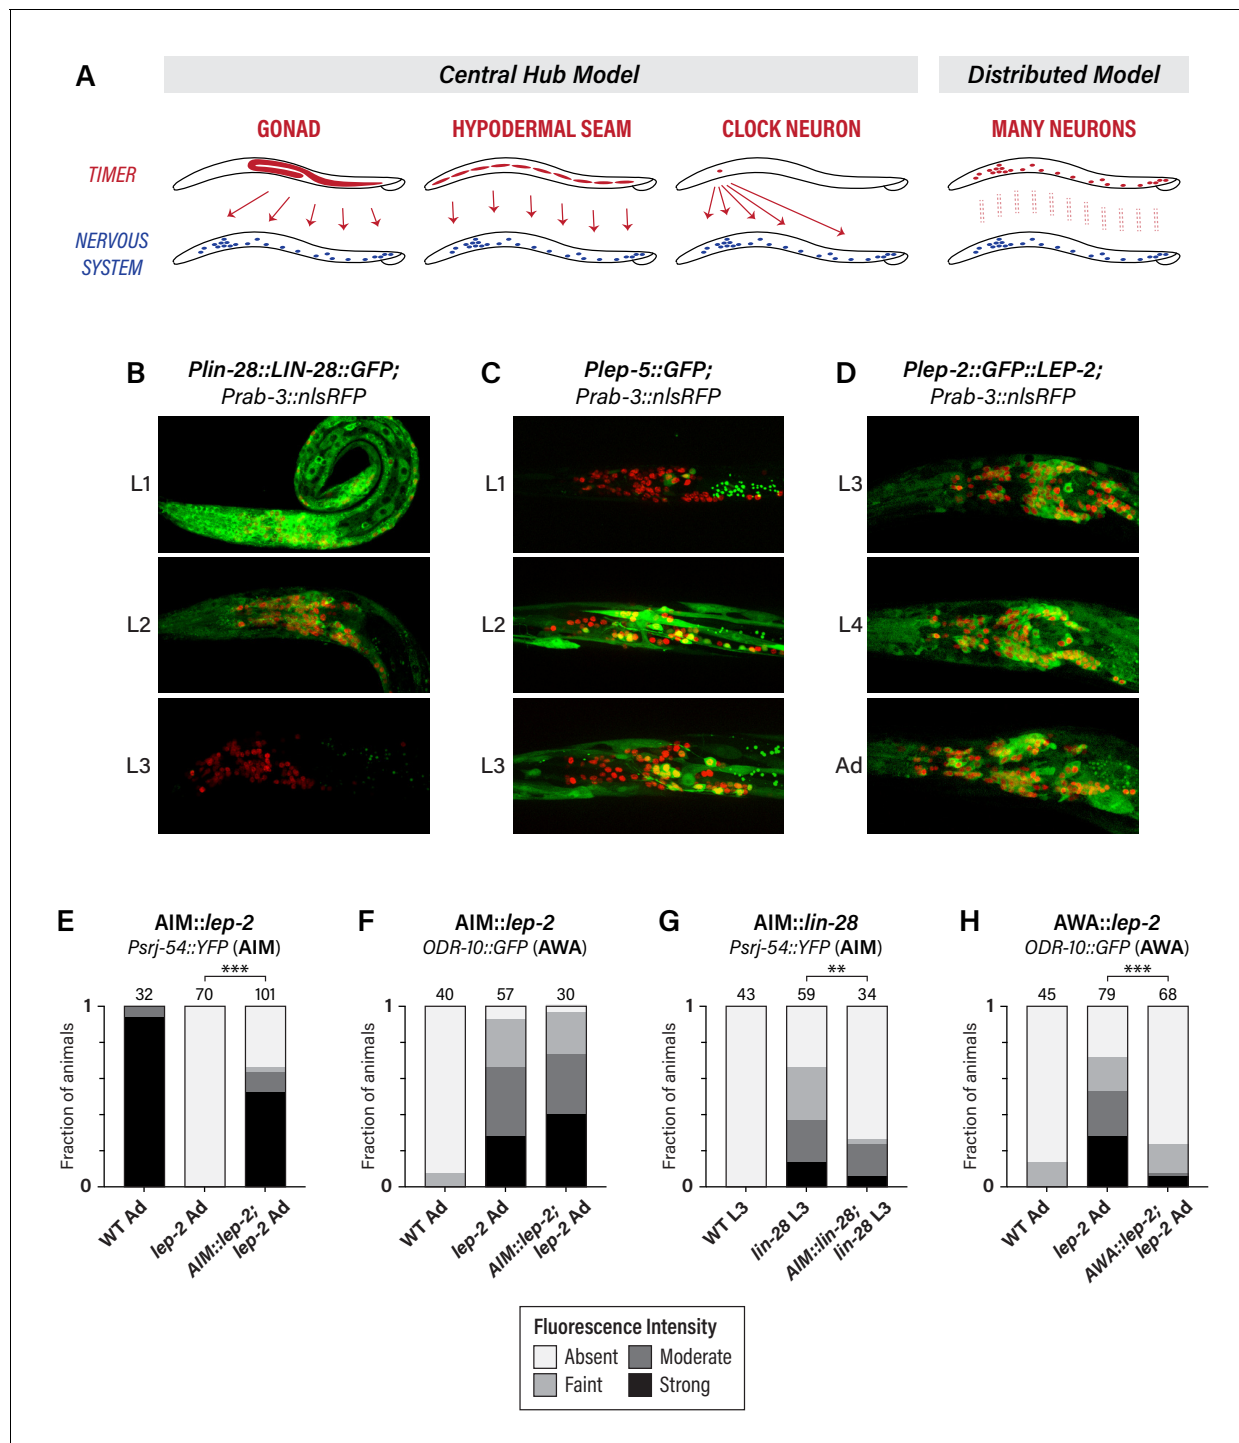 A
Central Hub Model
Distributed Model
GONAD
HYPODERMAL SEAM
CLOCK NEURON
MANY NEURONS
TIMER
NERVOUS
SYSTEM
B
Plin-28::LIN-28::GFP;
Prab-3::nlsRFP
L1
L2
L3
C
Plep-5::GFP;
Prab-3::nlsRFP
L1
L2
L3
D
Plep-2::GFP::LEP-2;
Prab-3::nlsRFP
L3
L4
Ad
E
AIM::lep-2
Psrj-54::YFP (AIM)
***
32
70
101
1
0
Fraction of animals
WT Ad
lep-2 Ad
AIM::lep-2;
lep-2 Ad
F
AIM::lep-2
ODR-10::GFP (AWA)
40
57
30
1
0
Fraction of animals
WT Ad
lep-2 Ad
AIM::lep-2;
lep-2 Ad
G
AIM::lin-28
Psrj-54::YFP (AIM)
**
43
59
34
1
0
Fraction of animals
WT L3
lin-28 L3
AIM::lin-28;
lin-28 L3
H
AWA::lep-2
ODR-10::GFP (AWA)
***
45
79
68
1
0
Fraction of animals
WT Ad
lep-2 Ad
AWA::lep-2;
lep-2 Ad
Fluorescence Intensity
Absent
Moderate
Faint
Strong